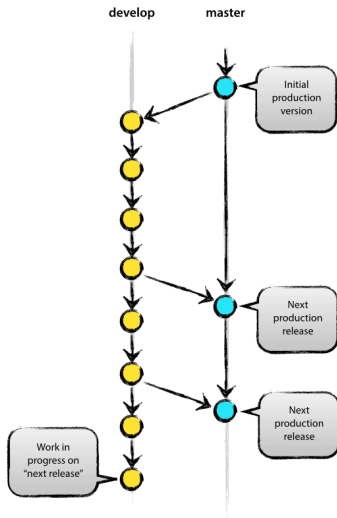 develop
master
Initial
production
version
Next
production
release
Next
production
release
Work in
progress on
“next release”